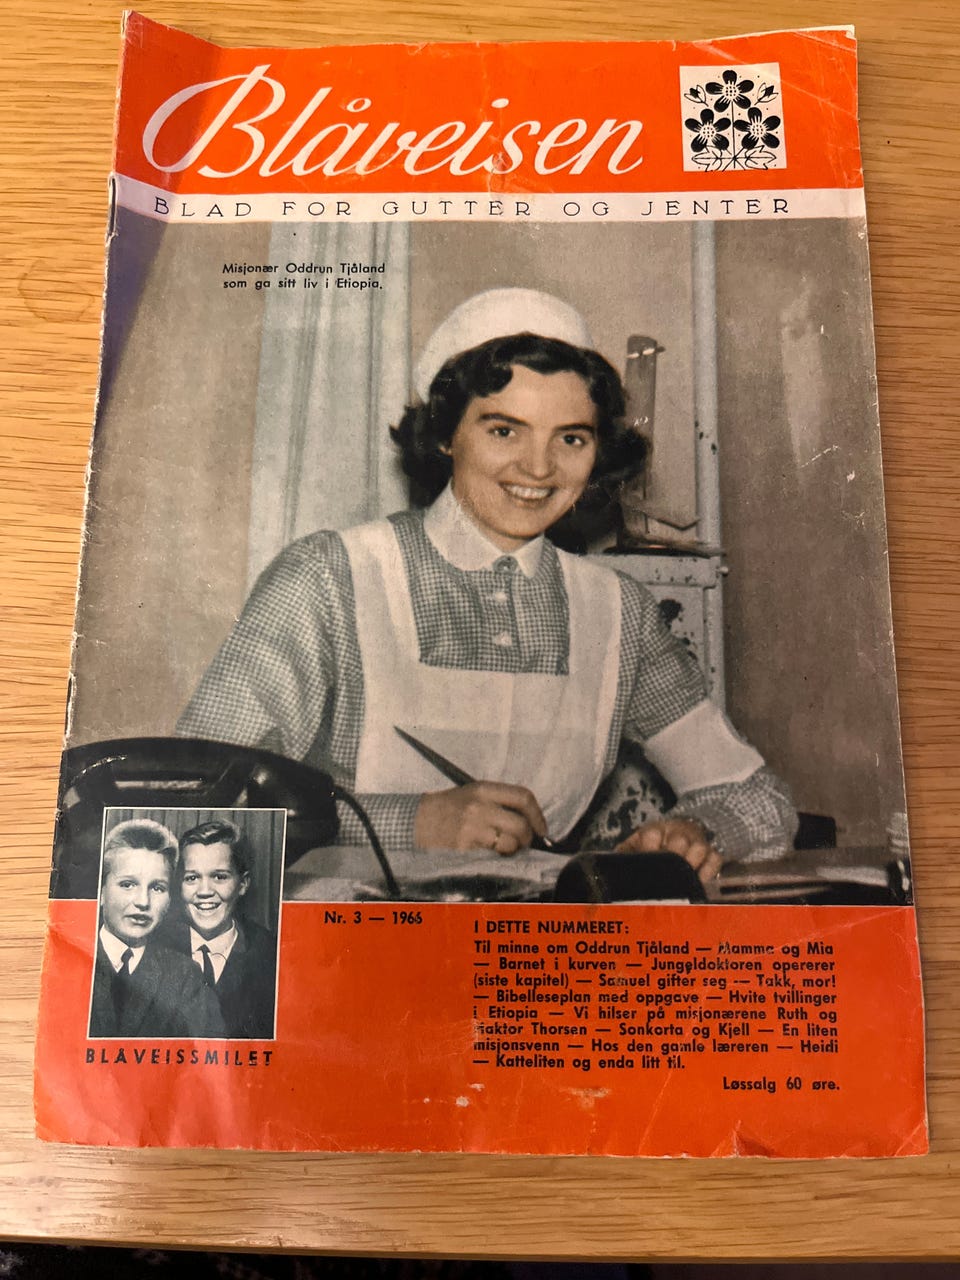 Blåveisen
BLAD FOR GUTTER OG JENTER
Misjonær Oddrun Tjåland
som ga sitt liv i Etiopia.
Nr. 3 — 1966
I DETTE NUMMERET:
Til minne om Oddrun Tjåland — Mamma og Mia
— Barnet i kurven — Jungeldoktoren opererer
(siste kapitel) — Samuel gifter seg — Takk, mor!
— Bibelleseplan med oppgave — Hvite tvillinger
i Etiopia — Vi hilser på misjonærene Ruth og
Haktor Thorsen — Sonkorta og Kjell — En liten
misjonsvenn — Hos den gamle læreren — Heidi
— Katteliten og enda litt til.
Løssalg 60 øre.
BLÅVEISSMILET